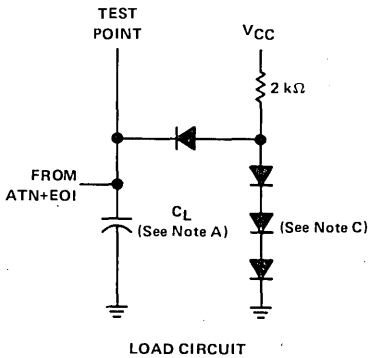 TEST
POINT
VCC
2 kΩ
FROM
ATN+EOI
CL
(See Note A)
(See Note C)
LOAD CIRCUIT